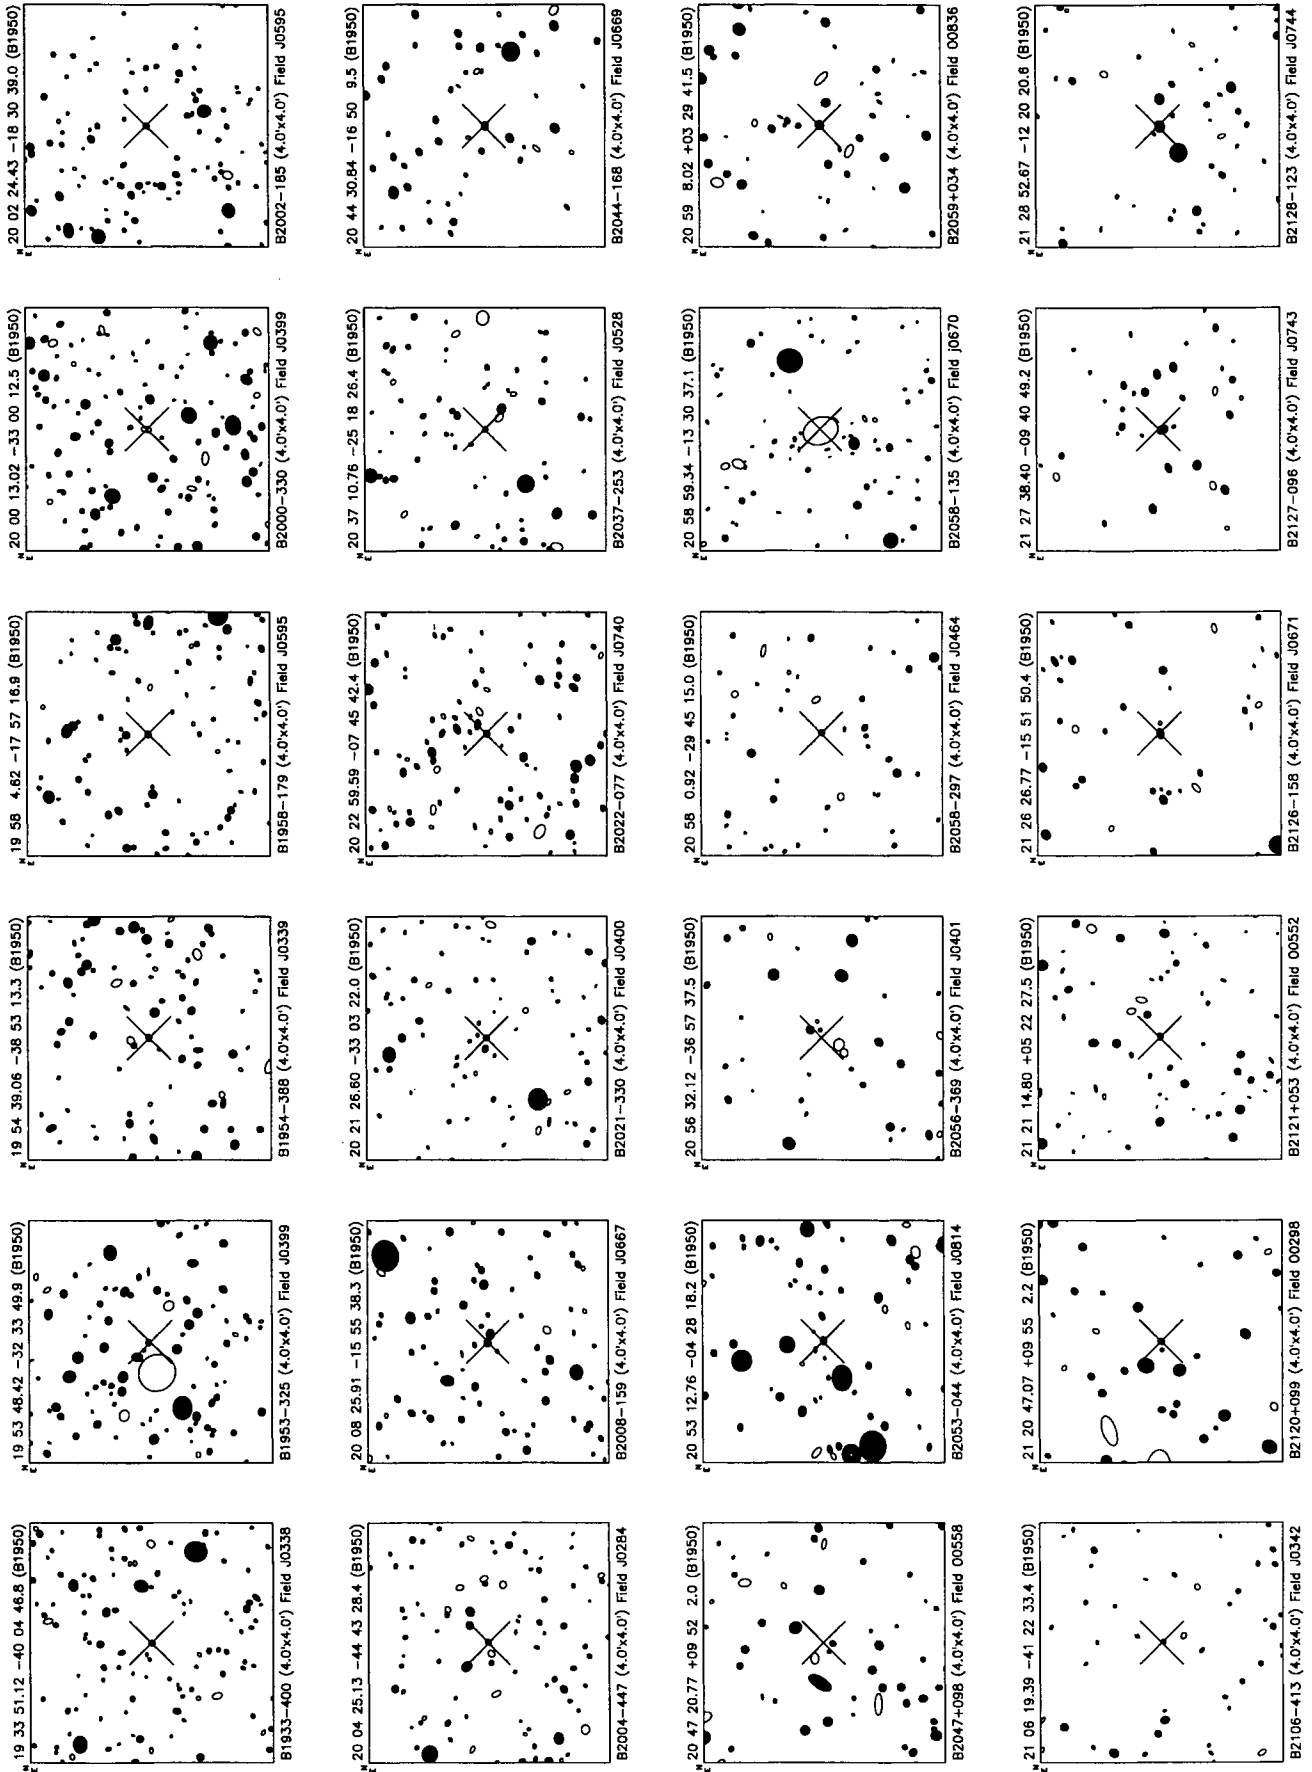 19 33 51.12 -40 04 46.8 (B1950)
N
E
B1933-400 (4.0'x4.0') Field J0338
19 53 48.42 -32 33 49.9 (B1950)
N
E
B1953-325 (4.0'x4.0') Field J0399
19 54 39.06 -38 53 13.3 (B1950)
N
E
B1954-388 (4.0'x4.0') Field J0339
19 58 4.62 -17 57 16.9 (B1950)
N
E
B1958-179 (4.0'x4.0') Field J0595
20 00 13.02 -33 00 12.5 (B1950)
N
E
B2000-330 (4.0'x4.0') Field J0399
20 02 24.43 -18 30 39.0 (B1950)
N
E
B2002-185 (4.0'x4.0') Field J0595
20 04 25.13 -44 43 28.4 (B1950)
N
E
B2004-447 (4.0'x4.0') Field J0284
20 08 25.91 -15 55 38.3 (B1950)
N
E
B2008-159 (4.0'x4.0') Field J0667
20 21 26.60 -33 03 22.0 (B1950)
N
E
B2021-330 (4.0'x4.0') Field J0400
20 22 59.59 -07 45 42.4 (B1950)
N
E
B2022-077 (4.0'x4.0') Field J0740
20 37 10.76 -25 18 26.4 (B1950)
N
E
B2037-253 (4.0'x4.0') Field J0528
20 44 30.84 -16 50 9.5 (B1950)
N
E
B2044-168 (4.0'x4.0') Field J0669
20 47 20.77 +09 52 2.0 (B1950)
N
E
B2047+098 (4.0'x4.0') Field O0558
20 53 12.76 -04 28 18.2 (B1950)
N
E
B2053-044 (4.0'x4.0') Field J0814
20 56 32.12 -36 57 37.5 (B1950)
N
E
B2056-369 (4.0'x4.0') Field J0401
20 58 0.92 -29 45 15.0 (B1950)
N
E
B2058-297 (4.0'x4.0') Field J0464
20 58 59.34 -13 30 37.1 (B1950)
N
E
B2058-135 (4.0'x4.0') Field j0670
20 59 8.02 +03 29 41.5 (B1950)
N
E
B2059+034 (4.0'x4.0') Field O0836
21 06 19.39 -41 22 33.4 (B1950)
N
E
B2106-413 (4.0'x4.0') Field J0342
21 20 47.07 +09 55 2.2 (B1950)
N
E
B2120+099 (4.0'x4.0') Field O0298
21 21 14.80 +05 22 27.5 (B1950)
N
E
B2121+053 (4.0'x4.0') Field O0552
21 26 26.77 -15 51 50.4 (B1950)
N
E
B2126-158 (4.0'x4.0') Field J0671
21 27 38.40 -09 40 49.2 (B1950)
N
E
B2127-096 (4.0'x4.0') Field J0743
21 28 52.67 -12 20 20.6 (B1950)
N
E
B2128-123 (4.0'x4.0') Field J0744